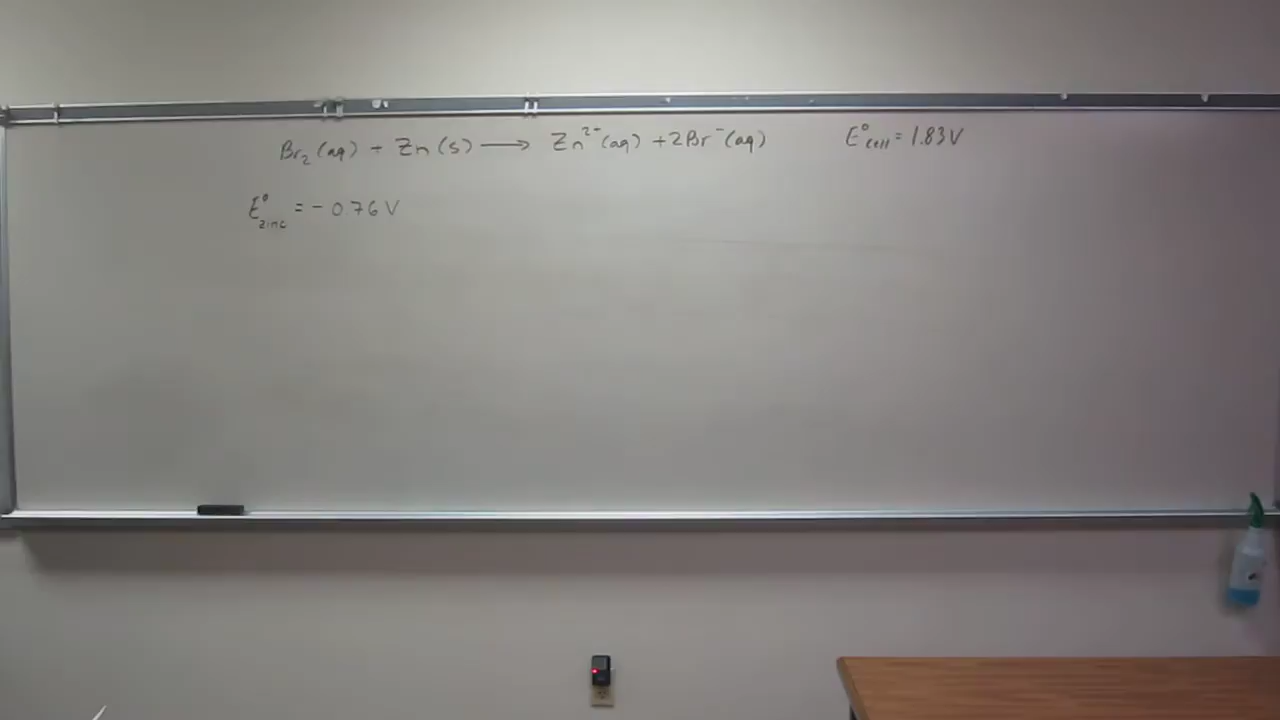 Br₂(aq) + Zn(s) ⟶ Zn²⁻(aq) + 2Br⁻(aq) E°cell = 1.83V
E°zinc = - 0.76 V